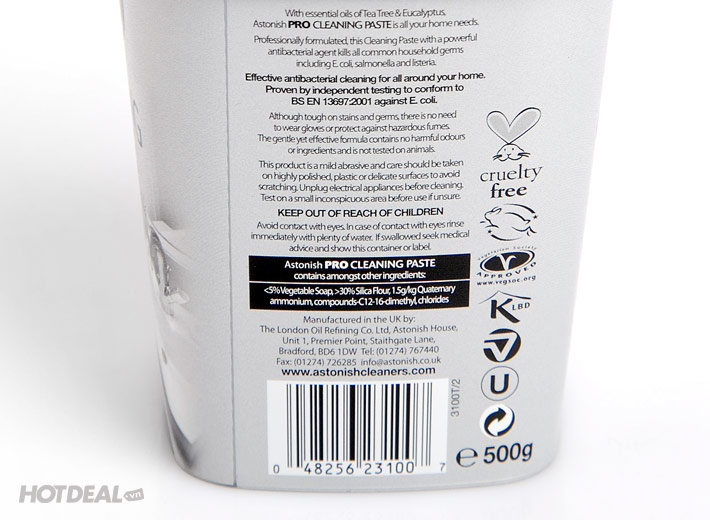 With essential oils of Tea Tree & Eucalyptus.
Astonish PRO CLEANING PASTE is all your home needs.
Professionally formulated, this Cleaning Paste with a powerful
antibacterial agent kills all common household germs
including E. coli, salmonella and listeria.
Effective antibacterial cleaning for all around your home.
Proven by independent testing to conform to
BS EN 13697:2001 against E. coli.
Although tough on stains and germs, there is no need
to wear gloves or protect against hazardous fumes.
The gentle yet effective formula contains no harmful odours
or ingredients and is not tested on animals.
This product is a mild abrasive and care should be taken
on highly polished, plastic or delicate surfaces to avoid
scratching. Unplug electrical appliances before cleaning.
Test on a small inconspicuous area before use if unsure.
KEEP OUT OF REACH OF CHILDREN
Avoid contact with eyes. In case of contact with eyes rinse
immediately with plenty of water. If swallowed seek medical
advice and show this container or label.
Astonish PRO CLEANING PASTE
contains amongst other ingredients:
<5% Vegetable Soap, >30% Silica Flour, 1.5g/kg Quaternary
ammonium, compounds-C12-16-dimethyl, chlorides
Manufactured in the UK by:
The London Oil Refining Co. Ltd, Astonish House,
Unit 1, Premier Point, Staithgate Lane,
Bradford, BD6 1DW Tel: (01274) 767440
Fax: (01274) 726285 info@astonish.co.uk
www.astonishcleaners.com
0 48256 23100 7
3100T/2
cruelty
free
Vegetarian Society
V
APPROVED
www.vegsoc.org
K LBD
U
e 500g
G
HOTDEAL.vn